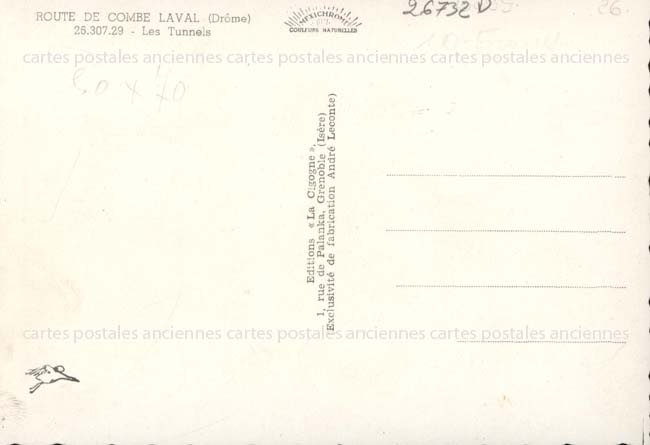 ROUTE DE COMBE LAVAL (Drôme)
26.307.29 - Les Tunnels
MEXICHROME
COULEURS NATURELLES
26732
26.
cartes postales anciennes cartes postales anciennes cartes postales anciennes
Editions « La Cigogne ».
1, rue de Palanka, Grenoble (Isère)
(Exclusivité de fabrication André Leconte)
cartes postales anciennes cartes postales anciennes cartes postales anciennes